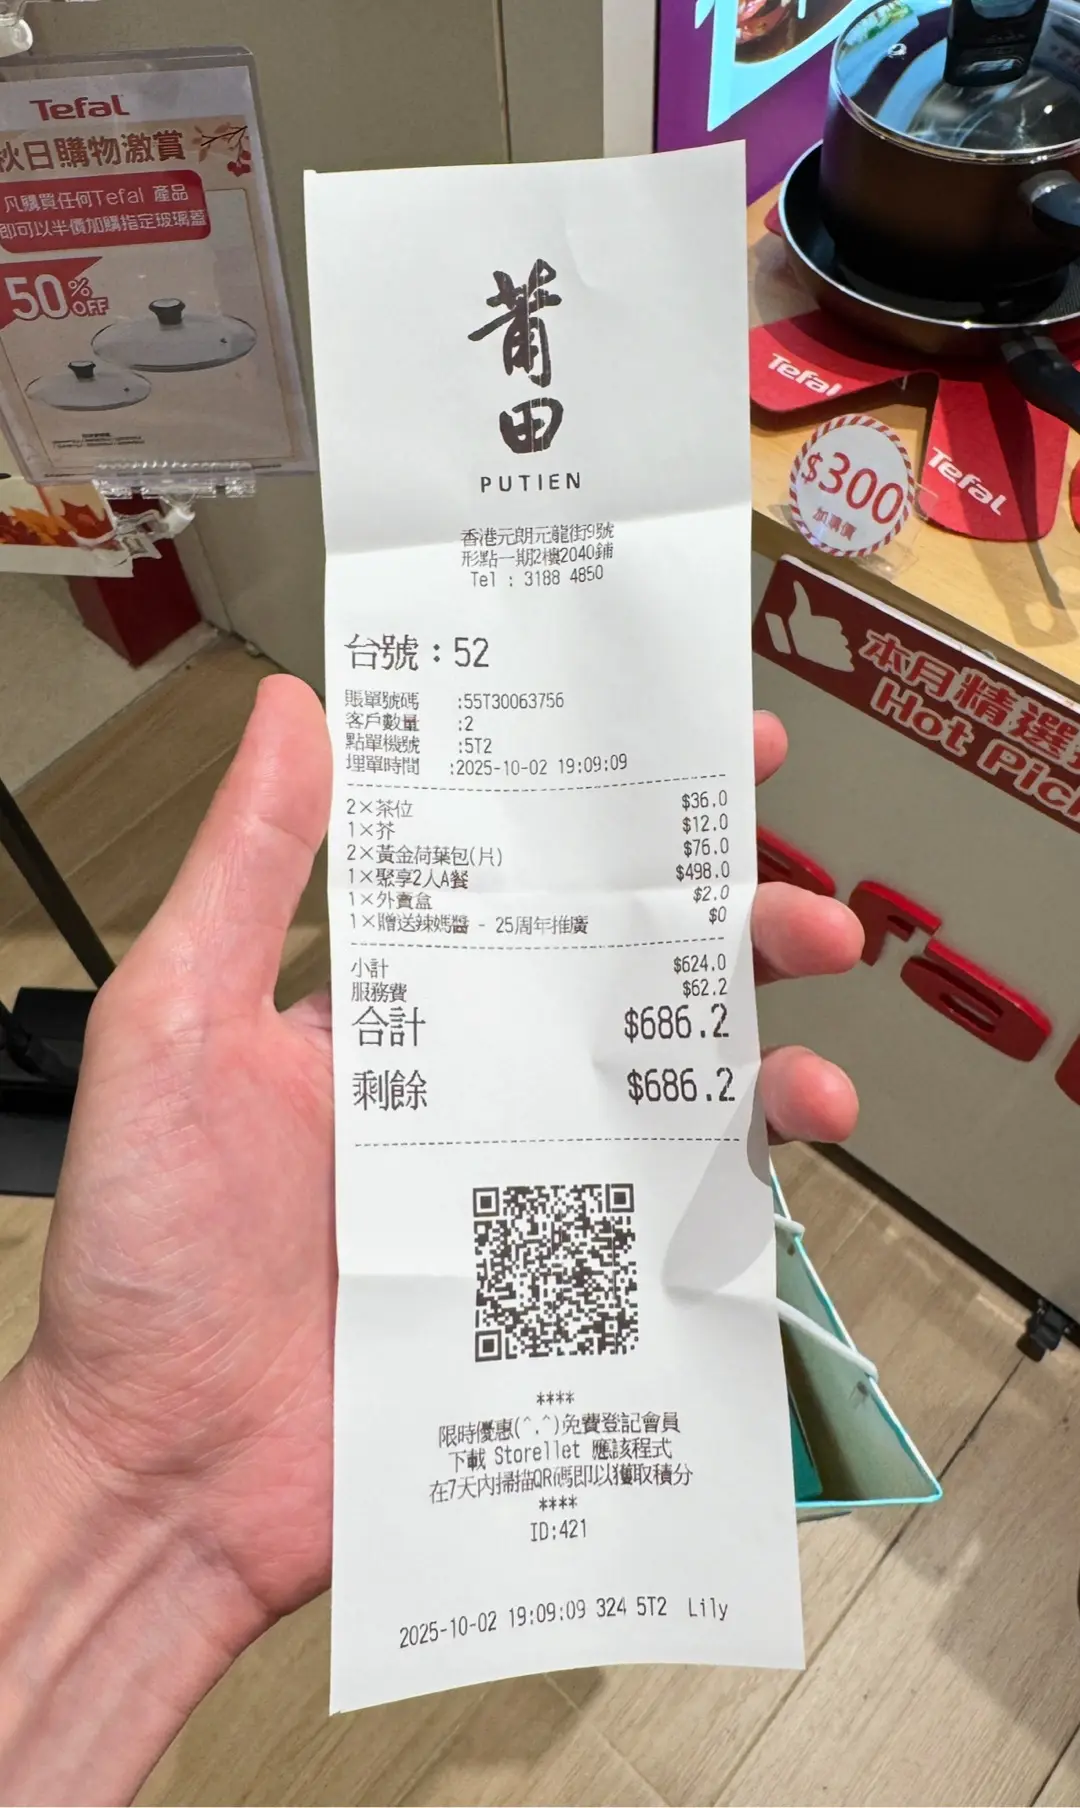 Tefal
秋日購物激賞
凡購買任何Tefal 產品
即可以半價加購指定玻璃蓋
50% OFF
莆田
PUTIEN
香港元朗元龍街9號
形點一期2樓2040鋪
Tel : 3188 4850
台號：52
賬單號碼 :55T30063756
客戶數量 :2
點單機號 :5T2
埋單時間 :2025-10-02 19:09:09
2×茶位 $36.0
1×芥 $12.0
2×黃金荷葉包(片) $76.0
1×聚享2人A餐 $498.0
1×外賣盒 $2.0
1×贈送辣媽醬 - 25周年推廣 $0
小計 $624.0
服務費 $62.2
合計 $686.2
剩餘 $686.2
****
限時優惠(^.^)免費登記會員
下載 Storellet 應該程式
在7天內掃描QR碼即以獲取積分
****
ID:421
2025-10-02 19:09:09 324 5T2 Lily
Tefal
Tefal
$300
加購價
本月精選
Hot Pick